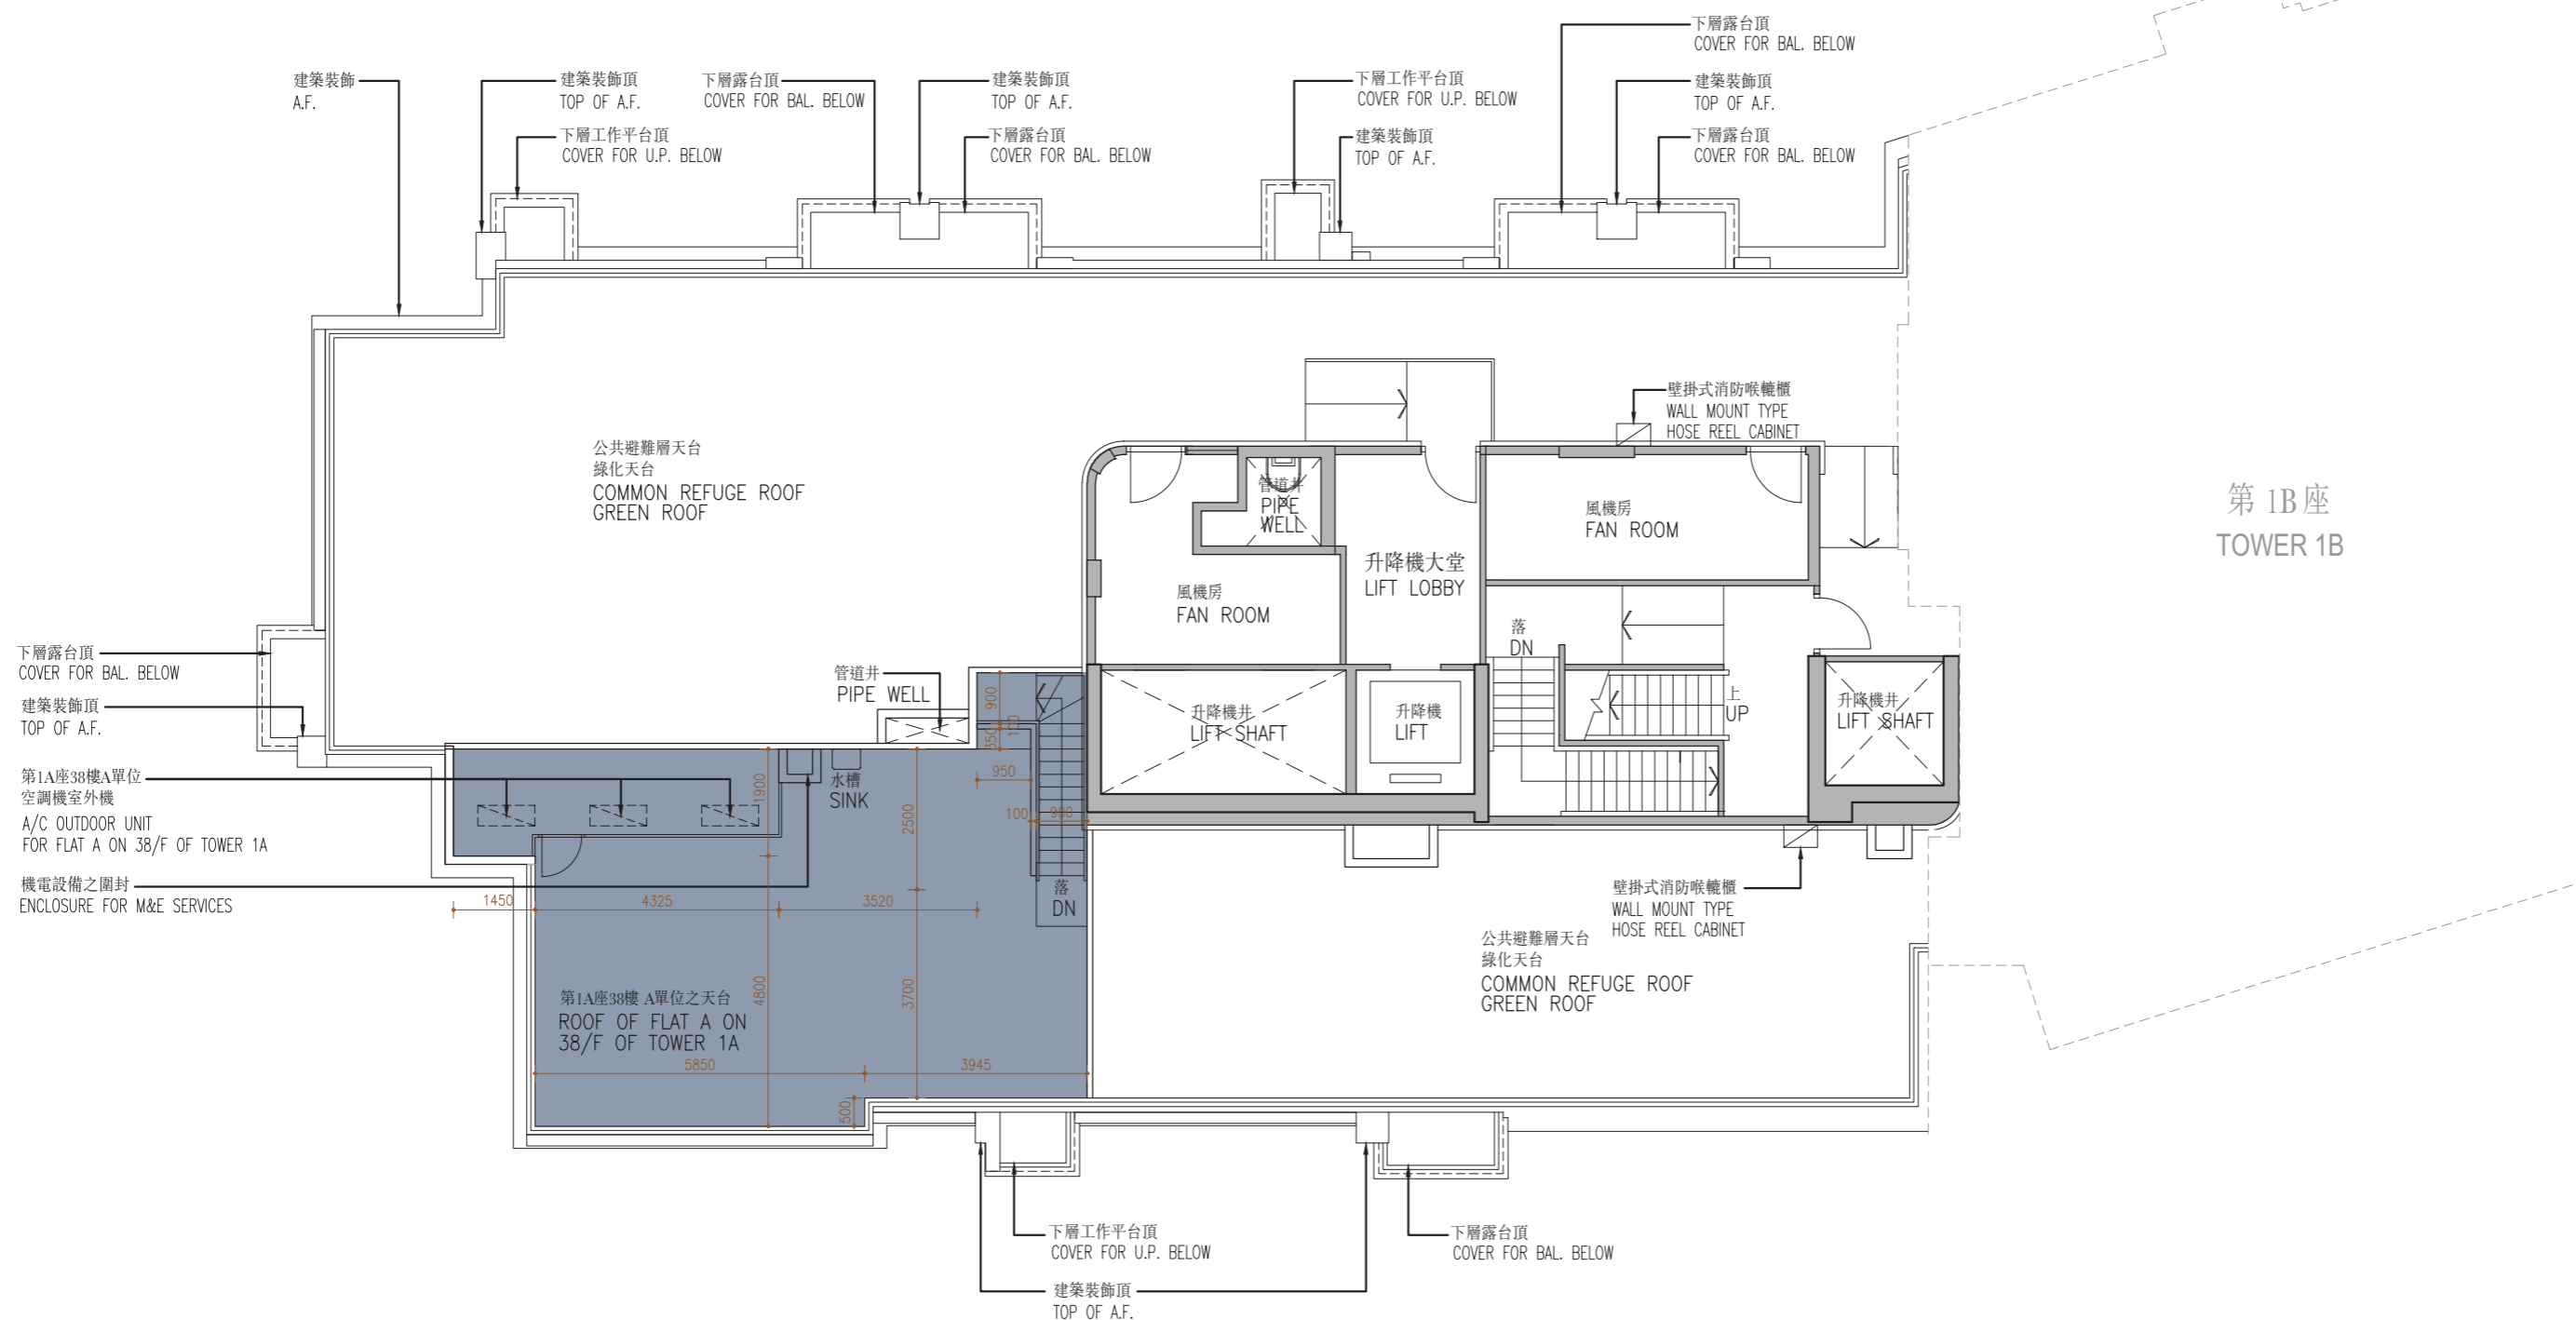 下層露台頂
COVER FOR BAL. BELOW
建築裝飾
A.F.
建築裝飾頂
TOP OF A.F.
下層露台頂
COVER FOR BAL. BELOW
建築裝飾頂
TOP OF A.F.
下層工作平台頂
COVER FOR U.P. BELOW
建築裝飾頂
TOP OF A.F.
下層工作平台頂
COVER FOR U.P. BELOW
下層露台頂
COVER FOR BAL. BELOW
建築裝飾頂
TOP OF A.F.
下層露台頂
COVER FOR BAL. BELOW
壁掛式消防喉轆櫃
WALL MOUNT TYPE
HOSE REEL CABINET
公共避難層天台
綠化天台
COMMON REFUGE ROOF
GREEN ROOF
管道井
PIPE
WELL
風機房
FAN ROOM
第 1B座
TOWER 1B
升降機大堂
LIFT LOBBY
風機房
FAN ROOM
落
DN
下層露台頂
COVER FOR BAL. BELOW
管道井
PIPE WELL
建築裝飾頂
TOP OF A.F.
升降機井
LIFT SHAFT
升降機
LIFT
上
UP
升降機井
LIFT SHAFT
900
100
350
第1A座38樓A單位
空調機室外機
A/C OUTDOOR UNIT
FOR FLAT A ON 38/F OF TOWER 1A
水槽
SINK
950
1900
2500
100
900
機電設備之圍封
ENCLOSURE FOR M&E SERVICES
落
DN
1450
4325
3520
壁掛式消防喉轆櫃
WALL MOUNT TYPE
HOSE REEL CABINET
公共避難層天台
綠化天台
COMMON REFUGE ROOF
GREEN ROOF
第1A座38樓 A單位之天台
ROOF OF FLAT A ON
38/F OF TOWER 1A
4800
3700
5850
3945
500
下層工作平台頂
COVER FOR U.P. BELOW
下層露台頂
COVER FOR BAL. BELOW
建築裝飾頂
TOP OF A.F.